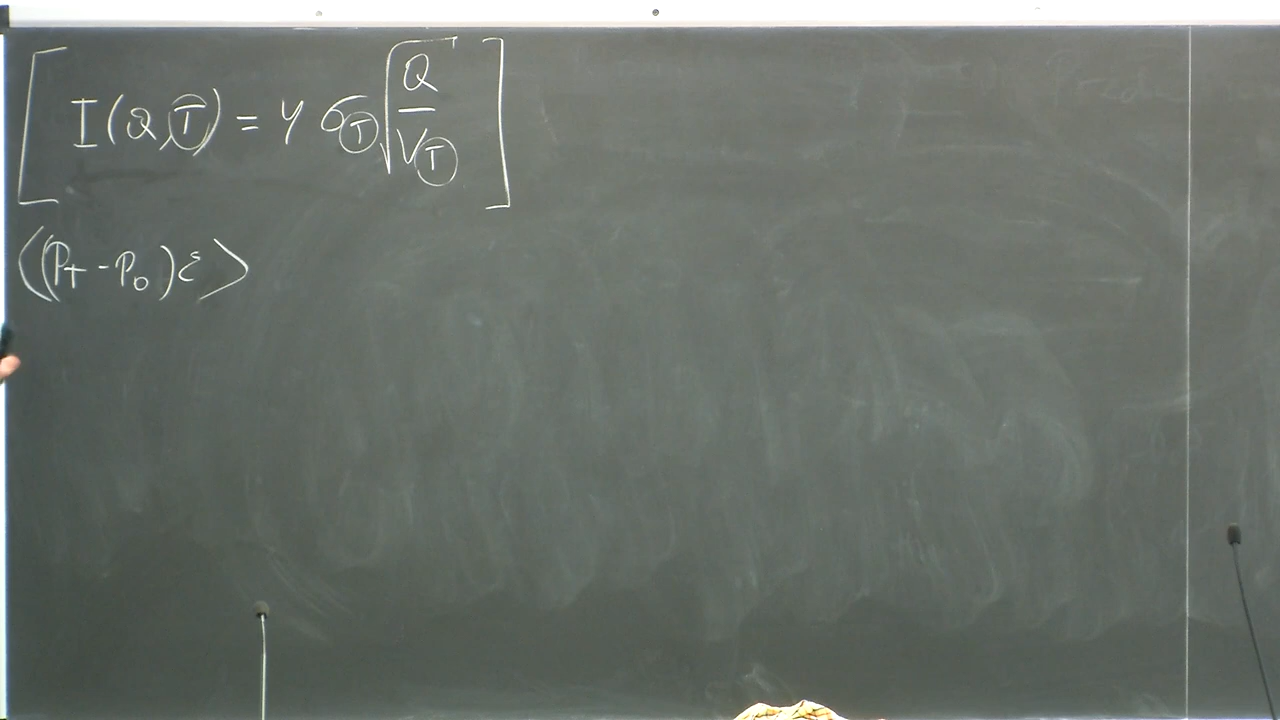 [ I(Q,T) = Y σ_T √(Q/V_T) ]
⟨(P_T - P_0)ε⟩